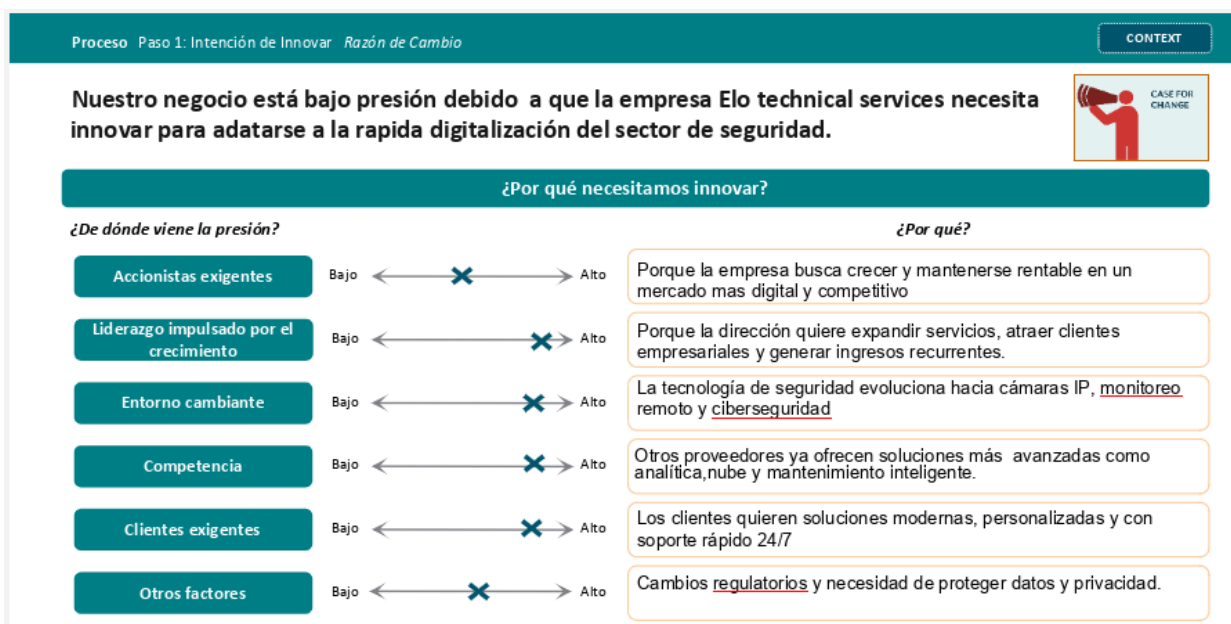 Proceso Paso 1: Intención de Innovar Razón de Cambio
CONTEXT
Nuestro negocio está bajo presión debido a que la empresa Elo technical services necesita
innovar para adatarse a la rapida digitalización del sector de seguridad.
CASE FOR
CHANGE
¿Por qué necesitamos innovar?
¿De dónde viene la presión?
¿Por qué?
Accionistas exigentes
Bajo
Alto
Porque la empresa busca crecer y mantenerse rentable en un
mercado mas digital y competitivo
Liderazgo impulsado por el
crecimiento
Bajo
Alto
Porque la dirección quiere expandir servicios, atraer clientes
empresariales y generar ingresos recurrentes.
Entorno cambiante
Bajo
Alto
La tecnología de seguridad evoluciona hacia cámaras IP, monitoreo
remoto y ciberseguridad
Competencia
Bajo
Alto
Otros proveedores ya ofrecen soluciones más avanzadas como
analítica,nube y mantenimiento inteligente.
Clientes exigentes
Bajo
Alto
Los clientes quieren soluciones modernas, personalizadas y con
soporte rápido 24/7
Otros factores
Bajo
Alto
Cambios regulatorios y necesidad de proteger datos y privacidad.